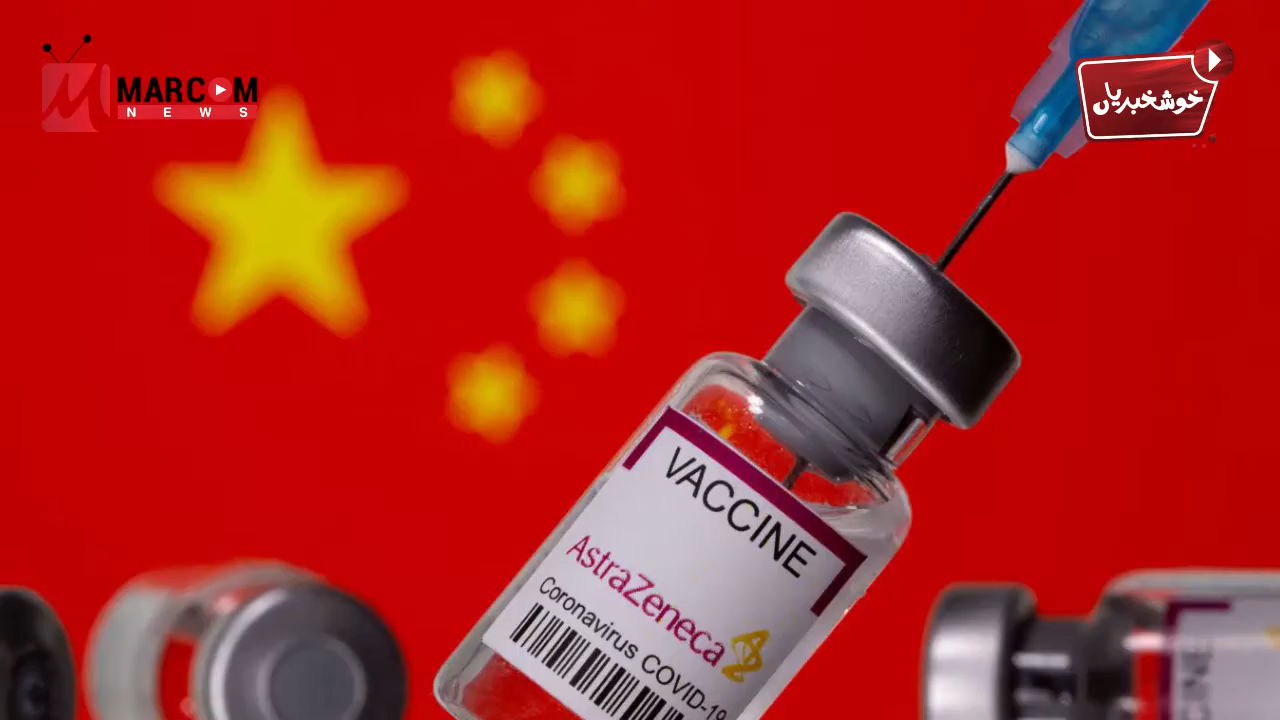 MARCOM
NEWS
خوشخبریاں
VACCINE
AstraZeneca
Coronavirus COVID-19